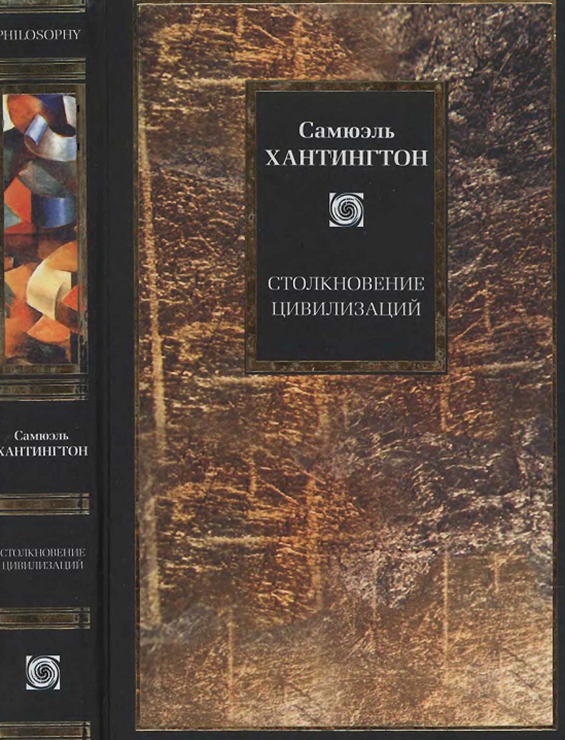 PHILOSOPHY
Самюэль
ХАНТИНГТОН
СТОЛКНОВЕНИЕ
ЦИВИЛИЗАЦИЙ
Самюэль
ХАНТИНГТОН
СТОЛКНОВЕНИЕ
ЦИВИЛИЗАЦИЙ